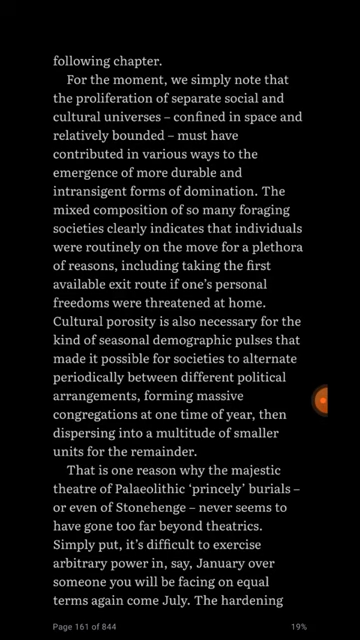 following chapter.
For the moment, we simply note that
the proliferation of separate social and
cultural universes – confined in space and
relatively bounded – must have
contributed in various ways to the
emergence of more durable and
intransigent forms of domination. The
mixed composition of so many foraging
societies clearly indicates that individuals
were routinely on the move for a plethora
of reasons, including taking the first
available exit route if one’s personal
freedoms were threatened at home.
Cultural porosity is also necessary for the
kind of seasonal demographic pulses that
made it possible for societies to alternate
periodically between different political
arrangements, forming massive
congregations at one time of year, then
dispersing into a multitude of smaller
units for the remainder.
That is one reason why the majestic
theatre of Palaeolithic ‘princely’ burials –
or even of Stonehenge – never seems to
have gone too far beyond theatrics.
Simply put, it’s difficult to exercise
arbitrary power in, say, January over
someone you will be facing on equal
terms again come July. The hardening
Page 161 of 844 19%